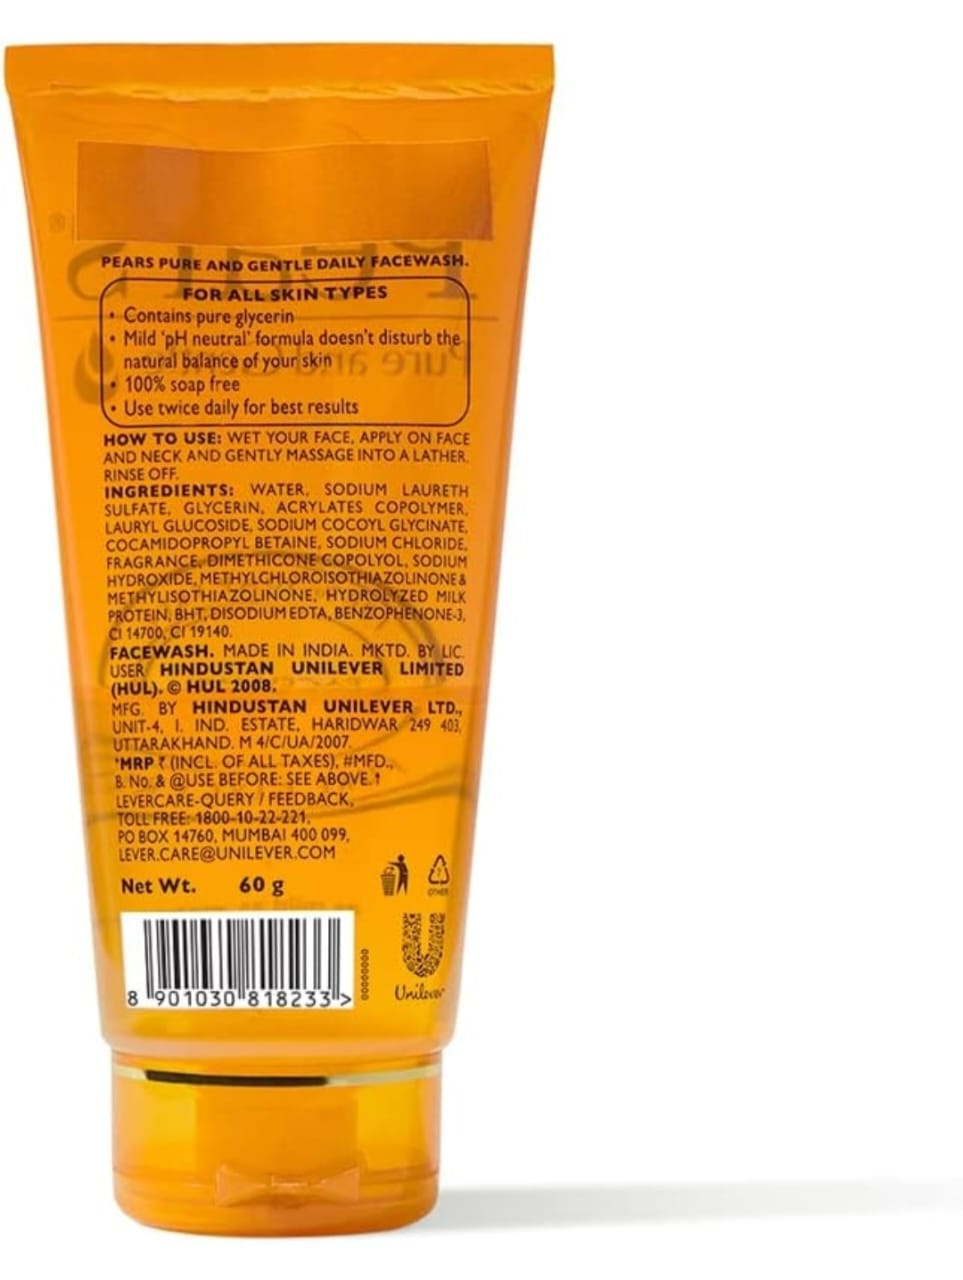 PEARS PURE AND GENTLE DAILY FACEWASH.
FOR ALL SKIN TYPES
• Contains pure glycerin
• Mild 'pH neutral' formula doesn't disturb the
natural balance of your skin
• 100% soap free
• Use twice daily for best results
HOW TO USE: WET YOUR FACE, APPLY ON FACE
AND NECK AND GENTLY MASSAGE INTO A LATHER.
RINSE OFF.
INGREDIENTS: WATER, SODIUM LAURETH
SULFATE, GLYCERIN, ACRYLATES COPOLYMER,
LAURYL GLUCOSIDE, SODIUM COCOYL GLYCINATE,
COCAMIDOPROPYL BETAINE, SODIUM CHLORIDE,
FRAGRANCE, DIMETHICONE COPOLYOL, SODIUM
HYDROXIDE, METHYLCHLOROISOTHIAZOLINONE &
METHYLISOTHIAZOLINONE, HYDROLYZED MILK
PROTEIN, BHT, DISODIUM EDTA, BENZOPHENONE-3,
CI 14700, CI 19140.
FACEWASH. MADE IN INDIA. MKTD. BY LIC.
USER HINDUSTAN UNILEVER LIMITED
(HUL). © HUL 2008.
MFG. BY HINDUSTAN UNILEVER LTD.,
UNIT-4, I. IND. ESTATE, HARIDWAR 249 403,
UTTARAKHAND. M 4/C/UA/2007.
*MRP ₹ (INCL. OF ALL TAXES), #MFD.,
B. No. & @USE BEFORE: SEE ABOVE.↑
LEVERCARE-QUERY / FEEDBACK,
TOLL FREE: 1800-10-22-221,
PO BOX 14760, MUMBAI 400 099,
LEVER.CARE@UNILEVER.COM
Net Wt. 60 g
7
OTHER
8 901030 818233 >
00000000
Unilever
Pears
®
Pure and Gentle